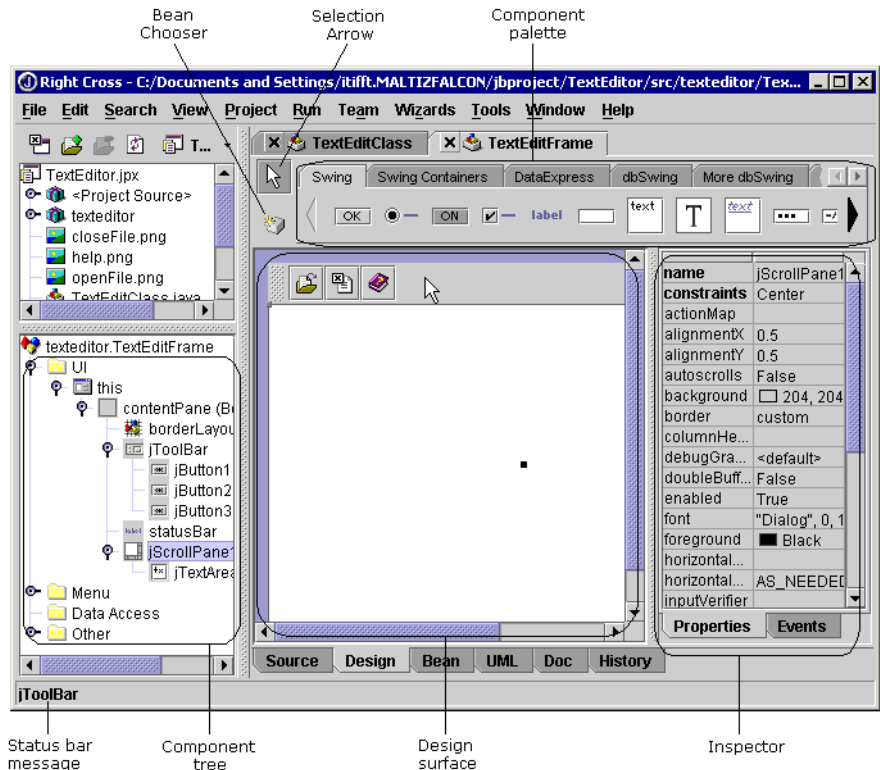 Bean
Chooser
Selection
Arrow
Component
palette
Right Cross - C:/Documents and Settings/itifft.MALTIZFALCON/jbproject/TextEditor/src/texteditor/Tex...
File Edit Search View Project Run Team Wizards Tools Window Help
T...
TextEditClass
TextEditFrame
TextEditor.jpx
<Project Source>
texteditor
closeFile.png
help.png
openFile.png
TextEditClass.java
Swing
Swing Containers
DataExpress
dbSwing
More dbSwing
OK
ON
label
text
T
text
texteditor.TextEditFrame
UI
this
contentPane (Bo
borderLayou
jToolBar
jButton1
jButton2
jButton3
statusBar
jScrollPane1
jTextArea
Menu
Data Access
Other
name jScrollPane1
constraints Center
actionMap
alignmentX 0.5
alignmentY 0.5
autoscrolls False
background 204, 204
border custom
columnHe...
debugGra... <default>
doubleBuff... False
enabled True
font "Dialog", 0, 1
foreground Black
horizontal...
horizontal... AS_NEEDED
inputVerifier
Properties
Events
Source
Design
Bean
UML
Doc
History
jToolBar
Status bar
message
Component
tree
Design
surface
Inspector